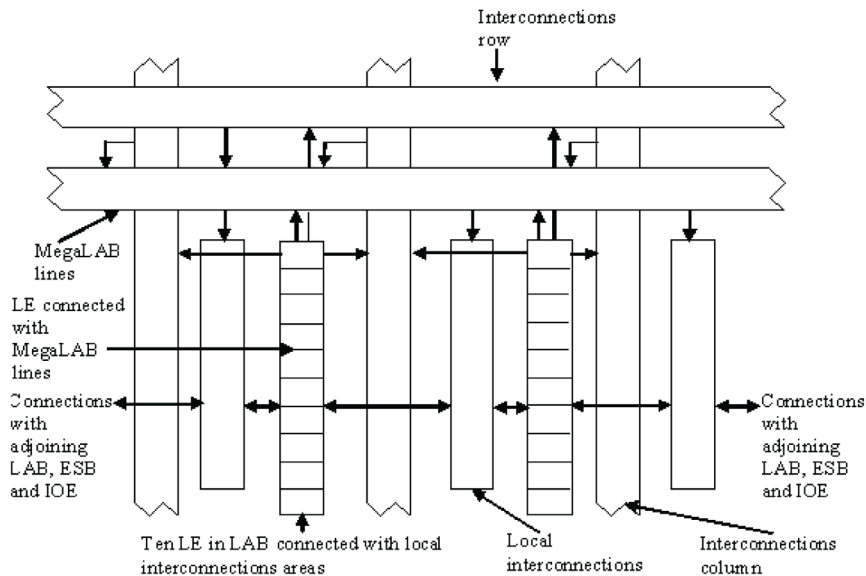 Interconnections
row
MegaLAB
lines
LE connected
with
MegaLAB
lines
Connections
with
adjoining
LAB, ESB
and IOE
Connections
with
adjoining
LAB, ESB
and IOE
Ten LE in LAB connected with local
interconnections areas
Local
interconnections
Interconnections
column